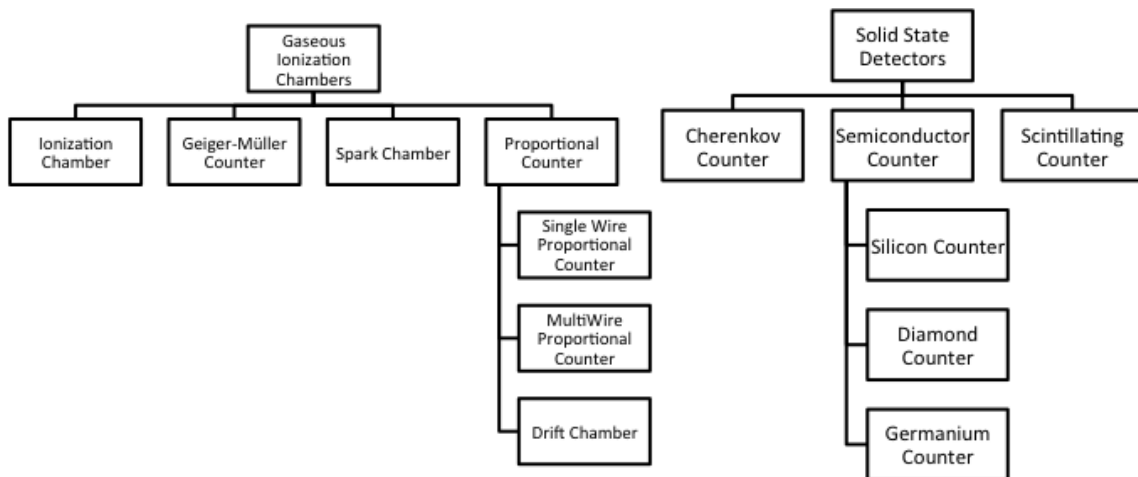 Gaseous
Ionization
Chambers
Ionization
Chamber
Geiger-Müller
Counter
Spark Chamber
Proportional
Counter
Single Wire
Proportional
Counter
MultiWire
Proportional
Counter
Drift Chamber
Solid State
Detectors
Cherenkov
Counter
Semiconductor
Counter
Scintillating
Counter
Silicon Counter
Diamond
Counter
Germanium
Counter